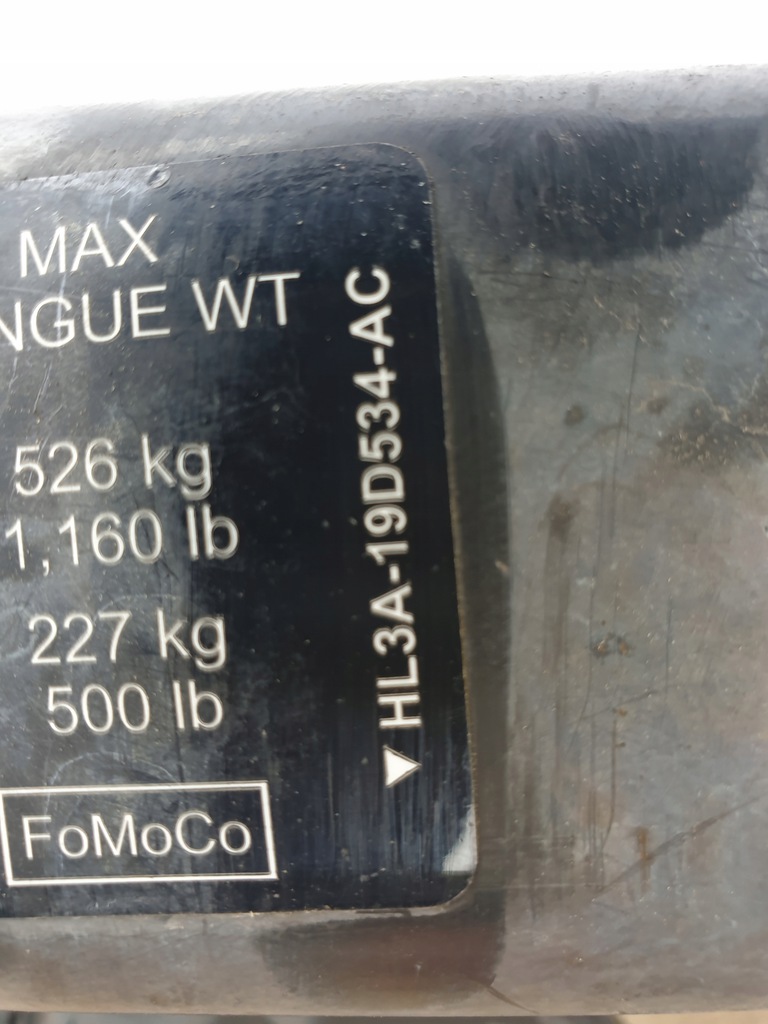 MAX
NGUE WT
526 kg
1,160 lb
227 kg
500 lb
FoMoCo
HL3A-19D534-AC